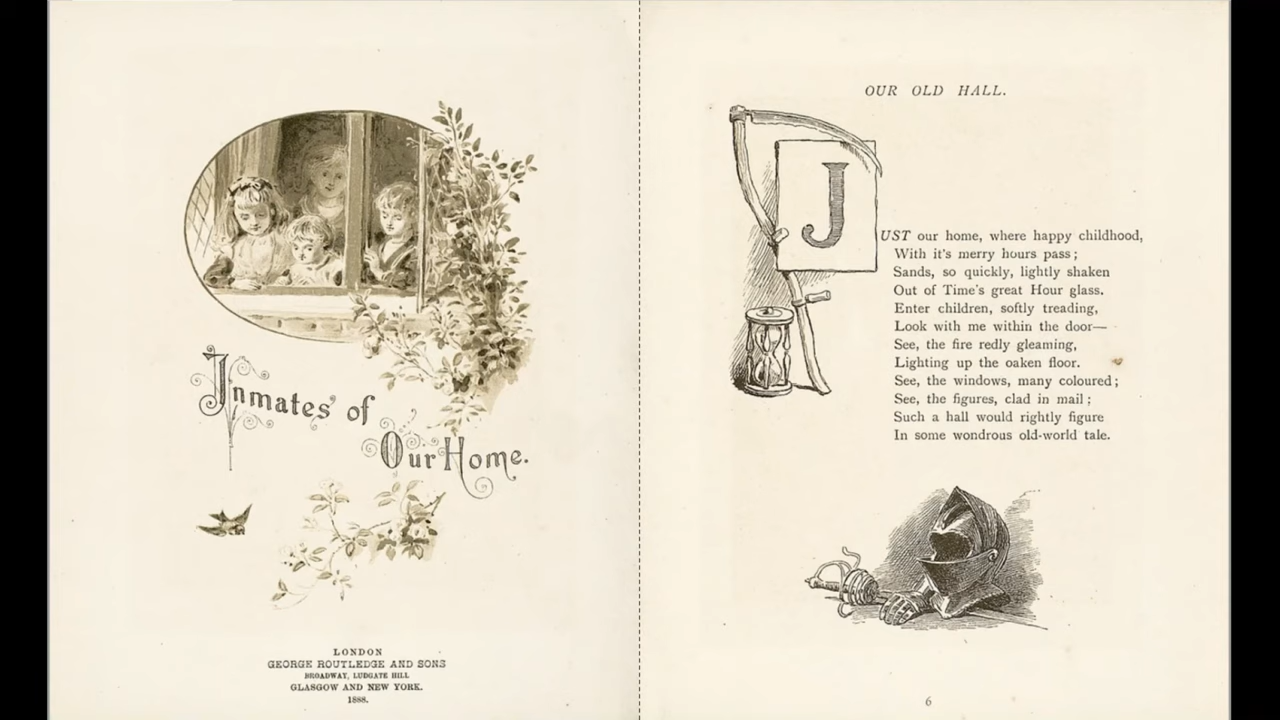 Inmates' of
Our Home.
LONDON
GEORGE ROUTLEDGE AND SONS
BROADWAY, LUDGATE HILL
GLASGOW AND NEW YORK.
1888.
OUR OLD HALL.
JUST our home, where happy childhood,
With it's merry hours pass;
Sands, so quickly, lightly shaken
Out of Time's great Hour glass.
Enter children, softly treading,
Look with me within the door—
See, the fire redly gleaming,
Lighting up the oaken floor.
See, the windows, many coloured;
See, the figures, clad in mail;
Such a hall would rightly figure
In some wondrous old-world tale.
6